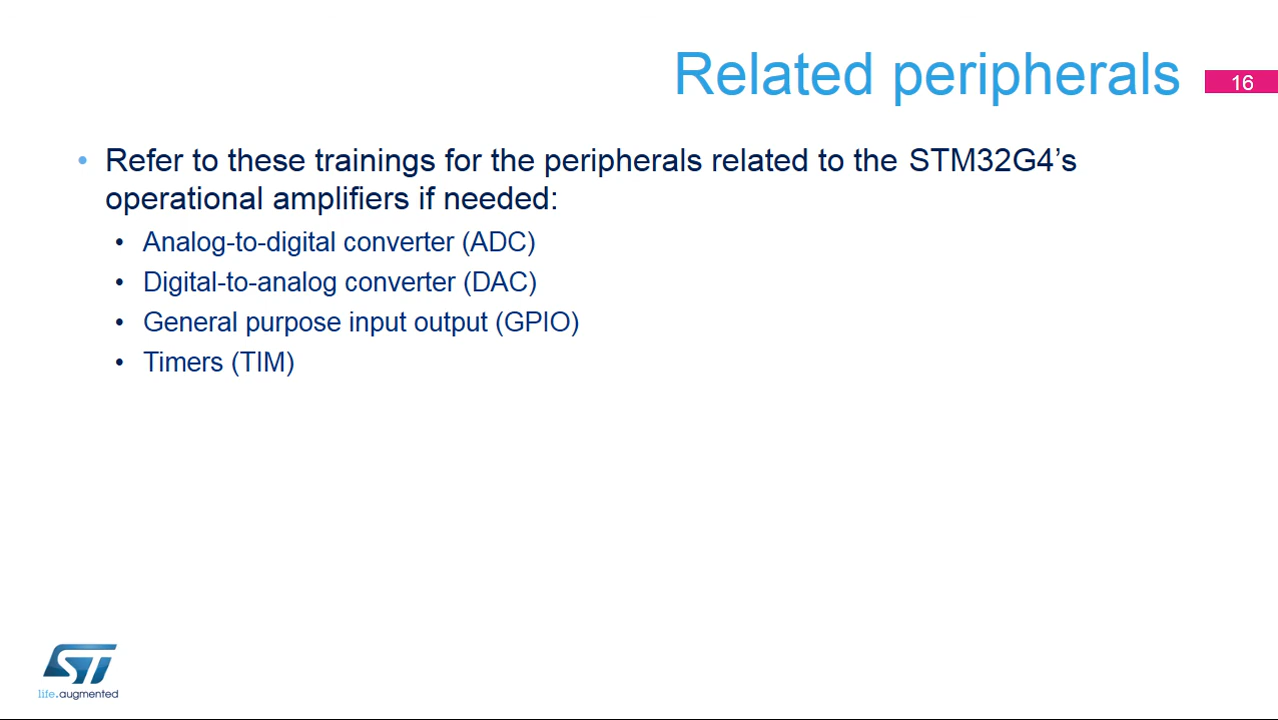 Related peripherals
16
• Refer to these trainings for the peripherals related to the STM32G4’s
operational amplifiers if needed:
• Analog-to-digital converter (ADC)
• Digital-to-analog converter (DAC)
• General purpose input output (GPIO)
• Timers (TIM)
ST
life.augmented